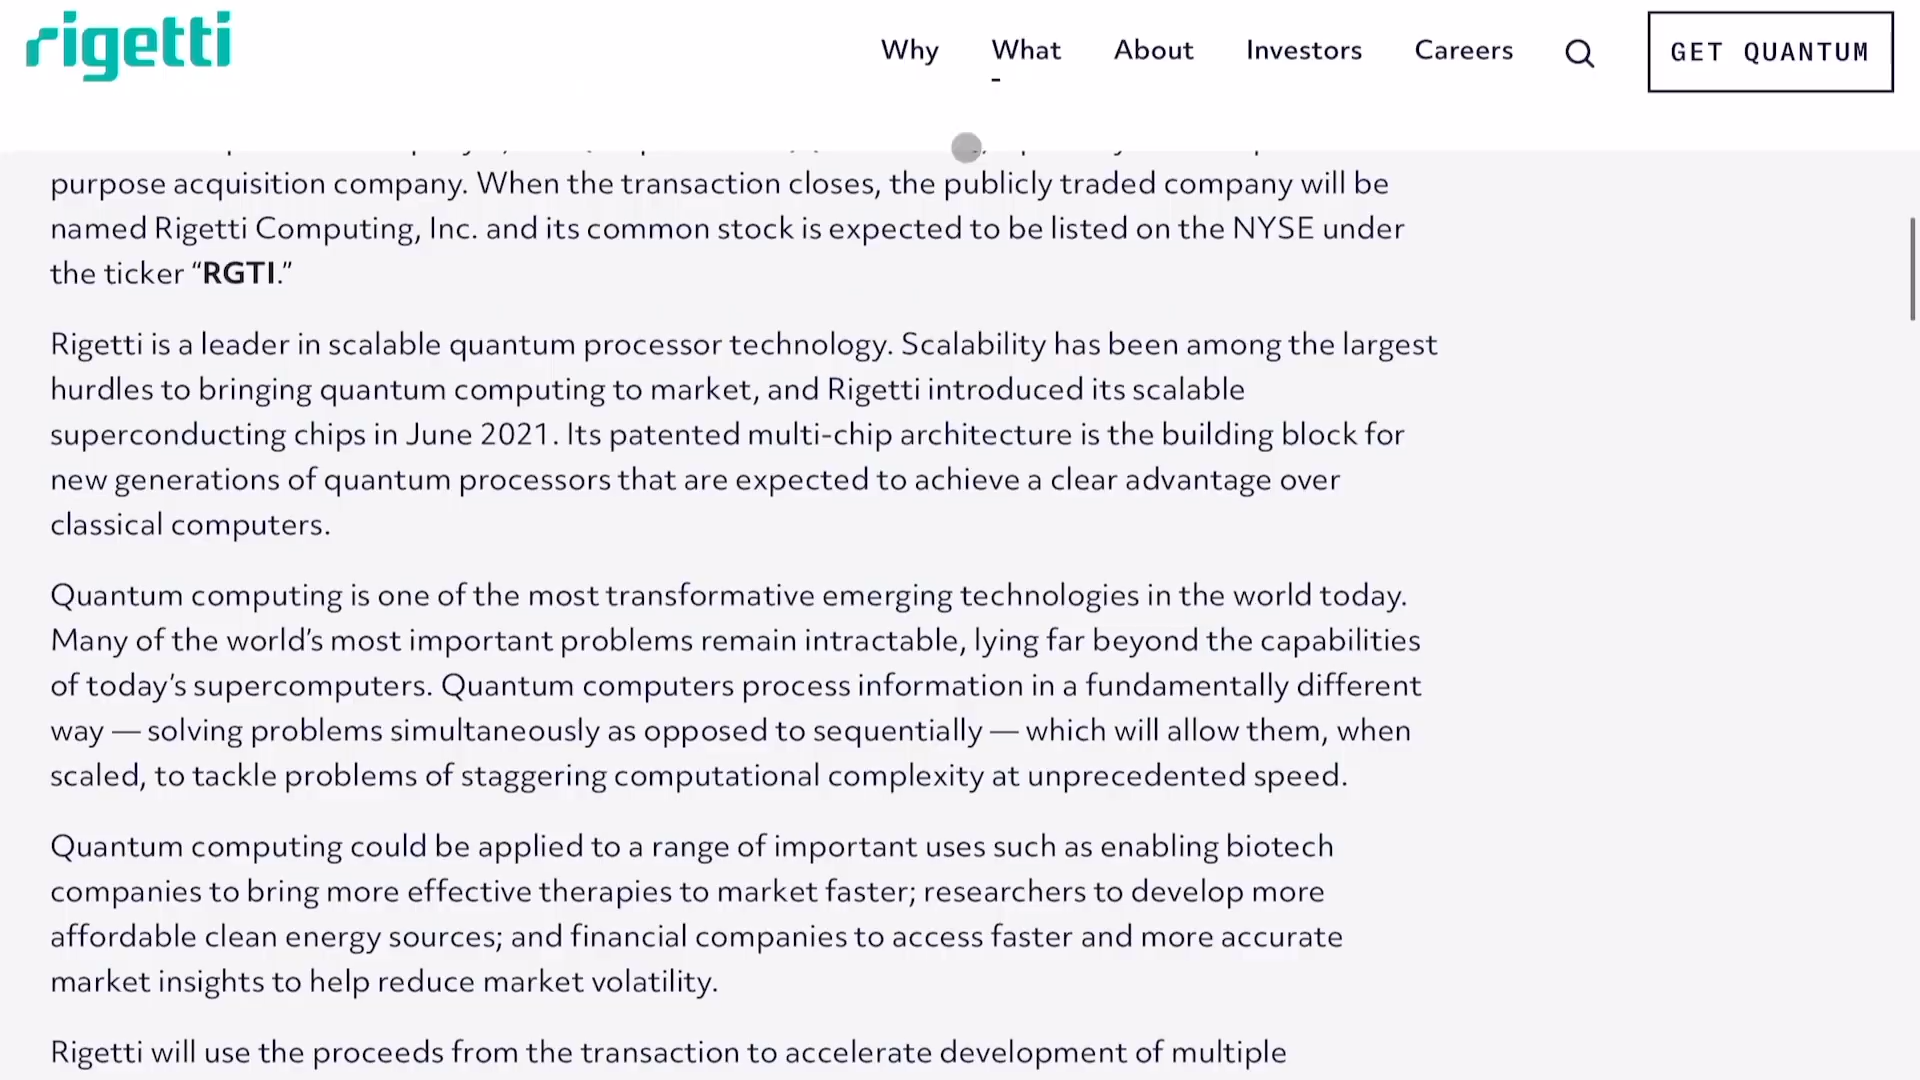 rigetti
Why What About Investors Careers GET QUANTUM
purpose acquisition company. When the transaction closes, the publicly traded company will be
named Rigetti Computing, Inc. and its common stock is expected to be listed on the NYSE under
the ticker “RGTI.”
Rigetti is a leader in scalable quantum processor technology. Scalability has been among the largest
hurdles to bringing quantum computing to market, and Rigetti introduced its scalable
superconducting chips in June 2021. Its patented multi-chip architecture is the building block for
new generations of quantum processors that are expected to achieve a clear advantage over
classical computers.
Quantum computing is one of the most transformative emerging technologies in the world today.
Many of the world’s most important problems remain intractable, lying far beyond the capabilities
of today’s supercomputers. Quantum computers process information in a fundamentally different
way — solving problems simultaneously as opposed to sequentially — which will allow them, when
scaled, to tackle problems of staggering computational complexity at unprecedented speed.
Quantum computing could be applied to a range of important uses such as enabling biotech
companies to bring more effective therapies to market faster; researchers to develop more
affordable clean energy sources; and financial companies to access faster and more accurate
market insights to help reduce market volatility.
Rigetti will use the proceeds from the transaction to accelerate development of multiple